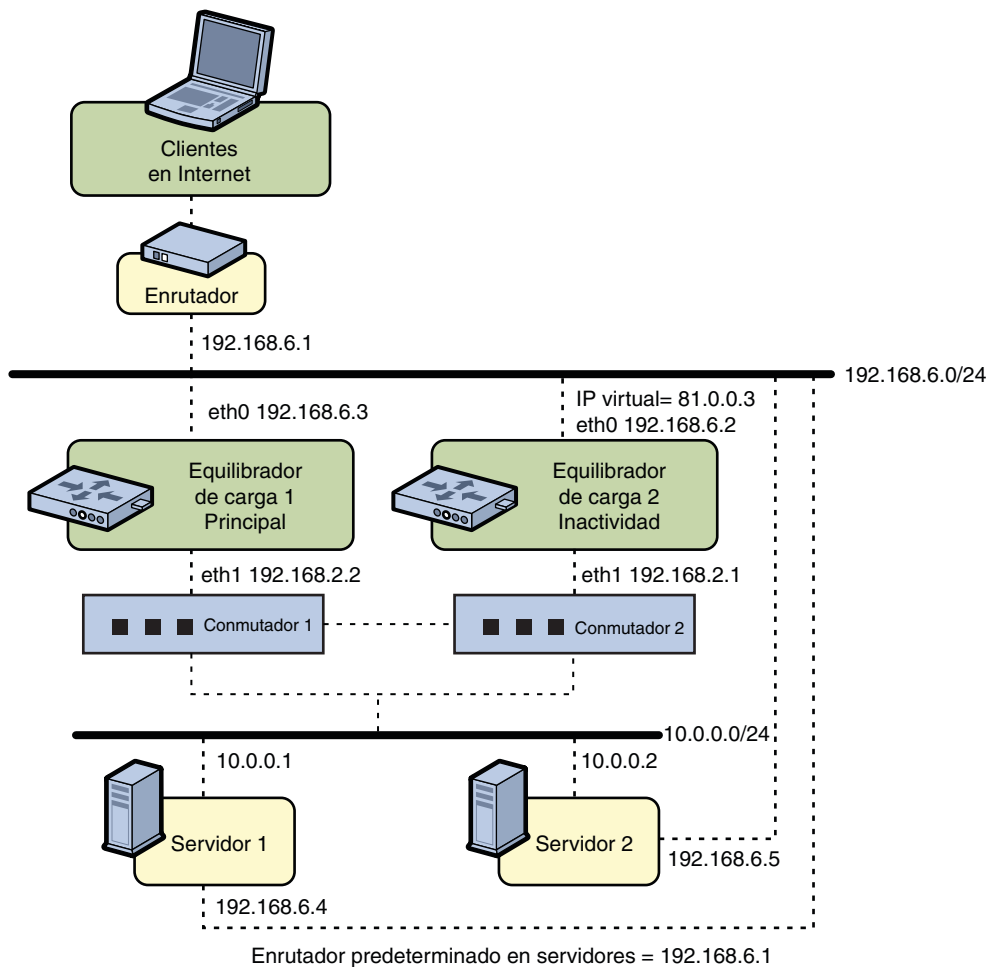 Clientes
en Internet
Enrutador
192.168.6.1
192.168.6.0/24
eth0 192.168.6.3
IP virtual= 81.0.0.3
eth0 192.168.6.2
Equilibrador
de carga 1
Principal
Equilibrador
de carga 2
Inactividad
eth1 192.168.2.2
eth1 192.168.2.1
Conmutador 1
Conmutador 2
10.0.0.0/24
10.0.0.1
10.0.0.2
Servidor 1
Servidor 2
192.168.6.5
192.168.6.4
Enrutador predeterminado en servidores = 192.168.6.1